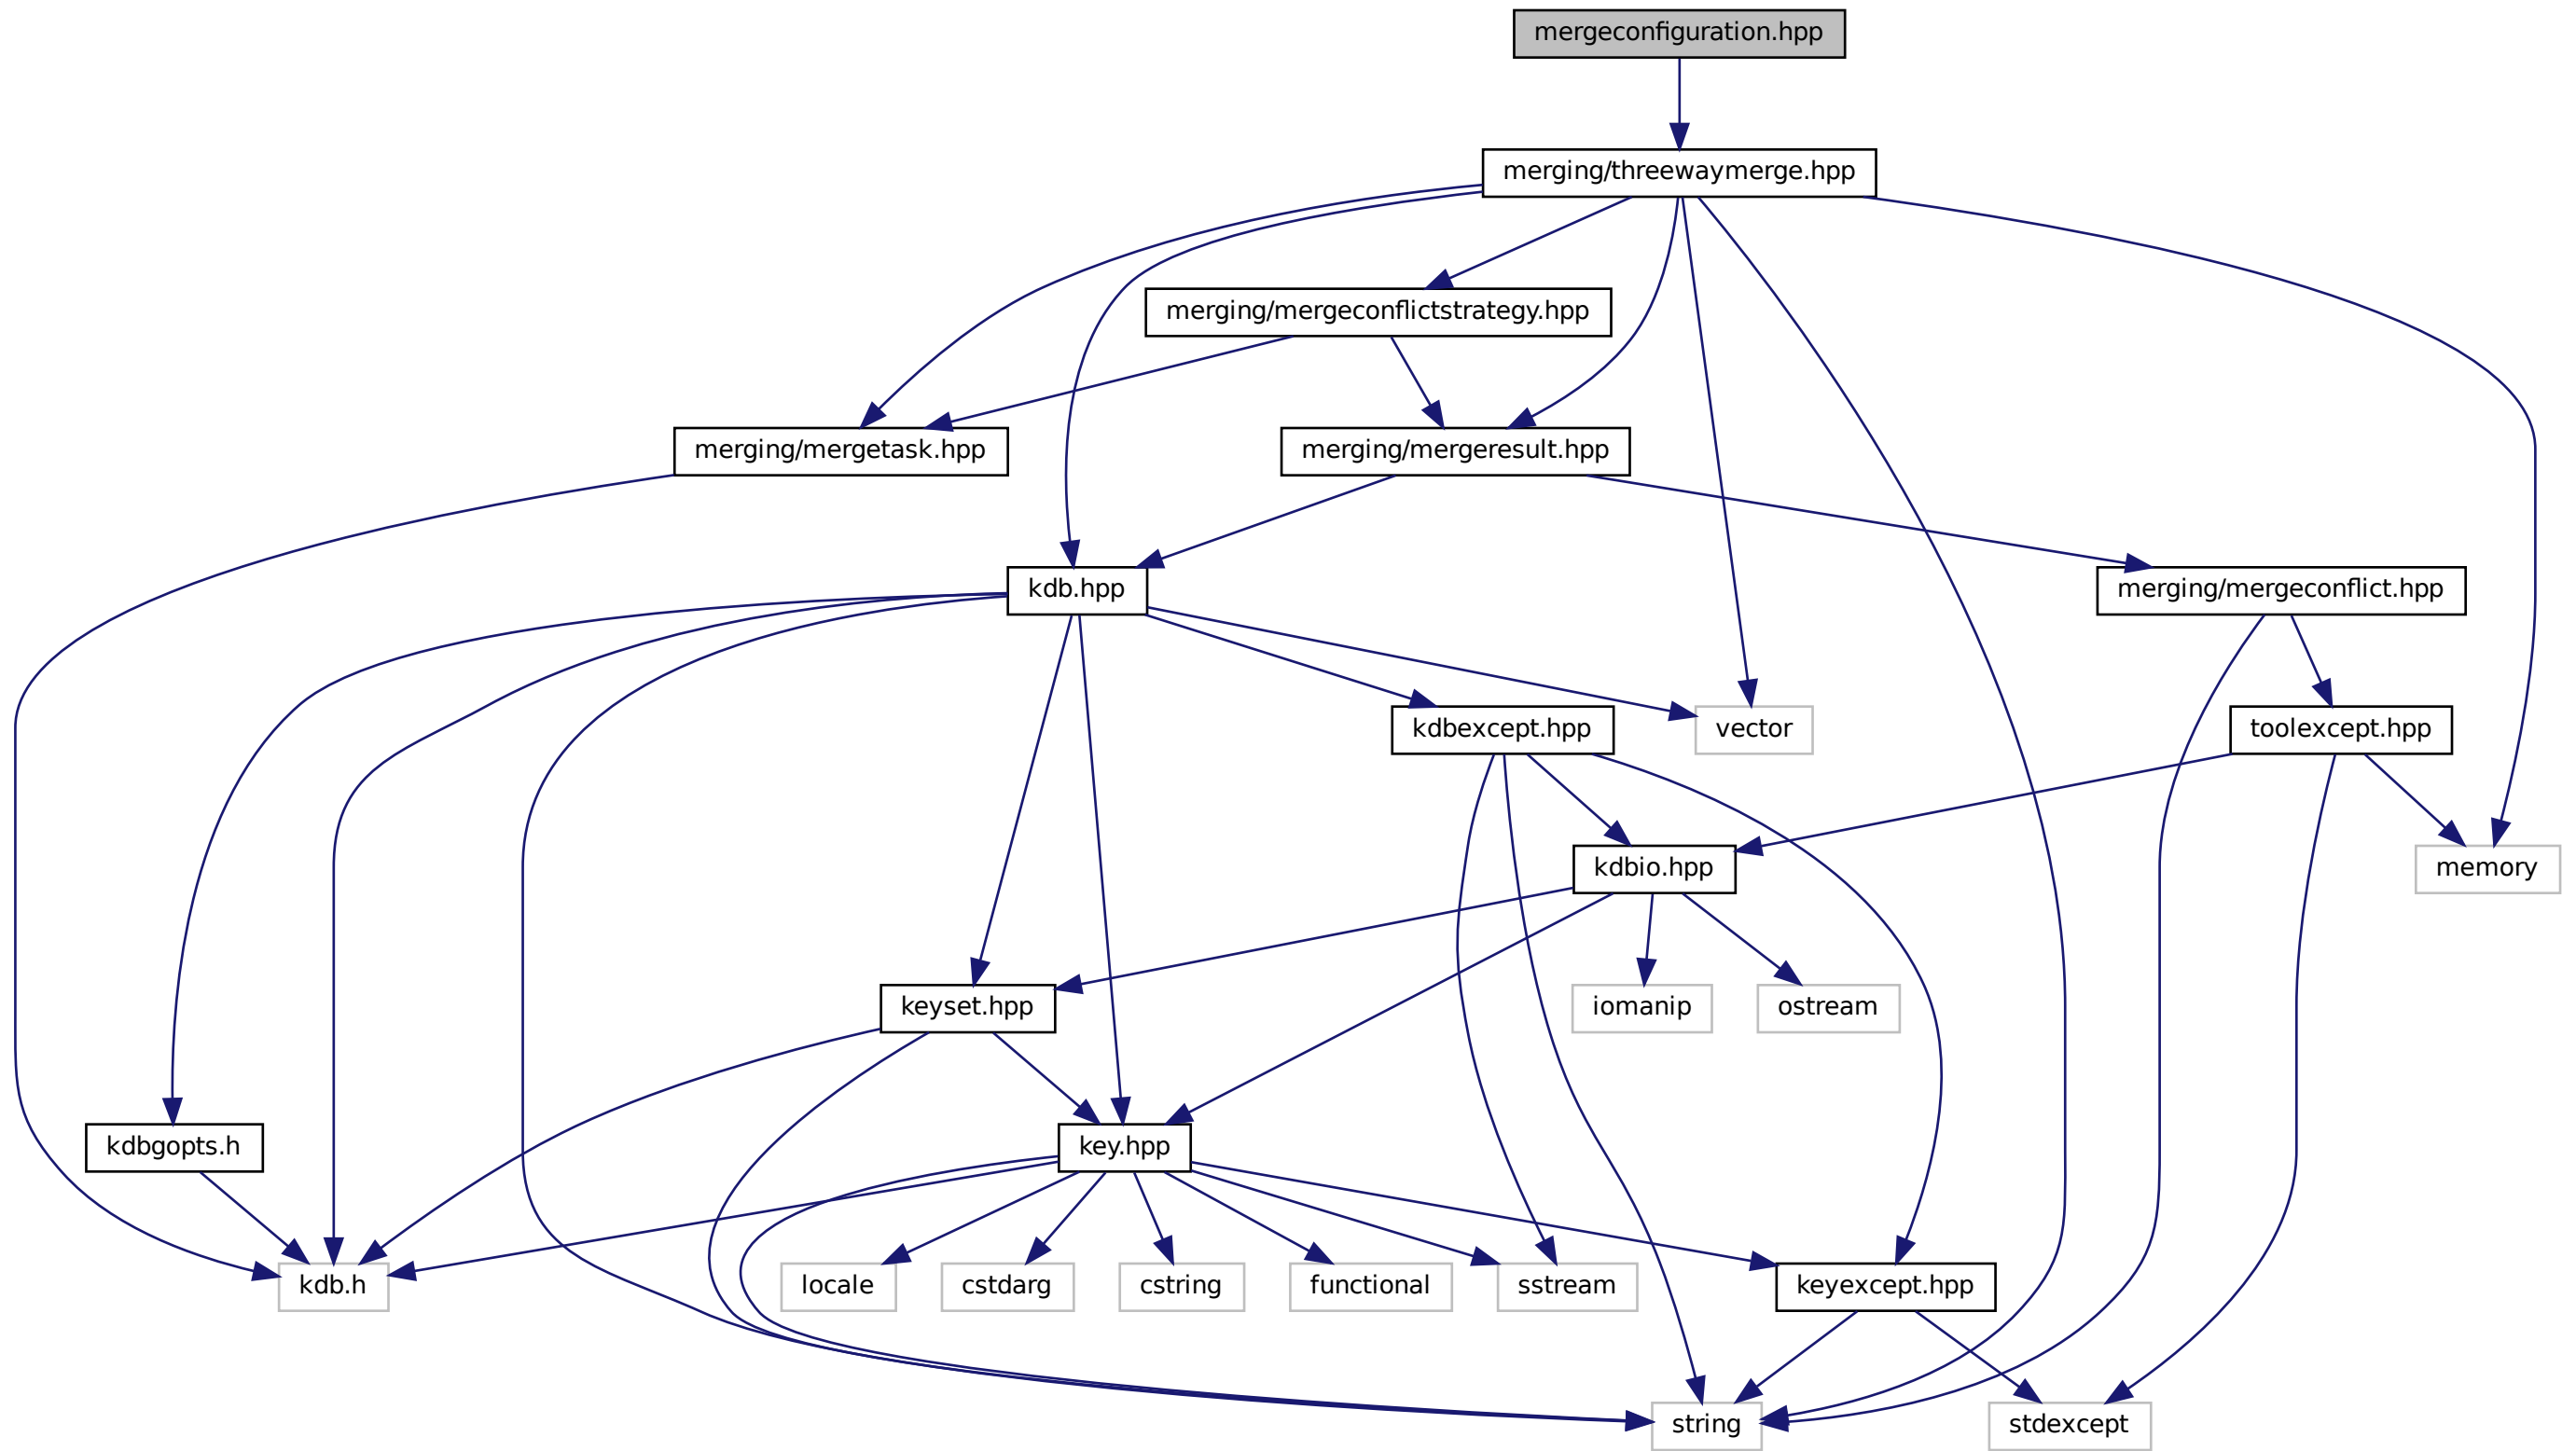 mergeconfiguration.hpp
merging/threewaymerge.hpp
merging/mergeconflictstrategy.hpp
merging/mergetask.hpp
merging/mergeresult.hpp
kdb.hpp
merging/mergeconflict.hpp
kdbexcept.hpp
vector
toolexcept.hpp
kdbio.hpp
memory
keyset.hpp
iomanip
ostream
kdbgopts.h
key.hpp
kdb.h
locale
cstdarg
cstring
functional
sstream
keyexcept.hpp
string
stdexcept